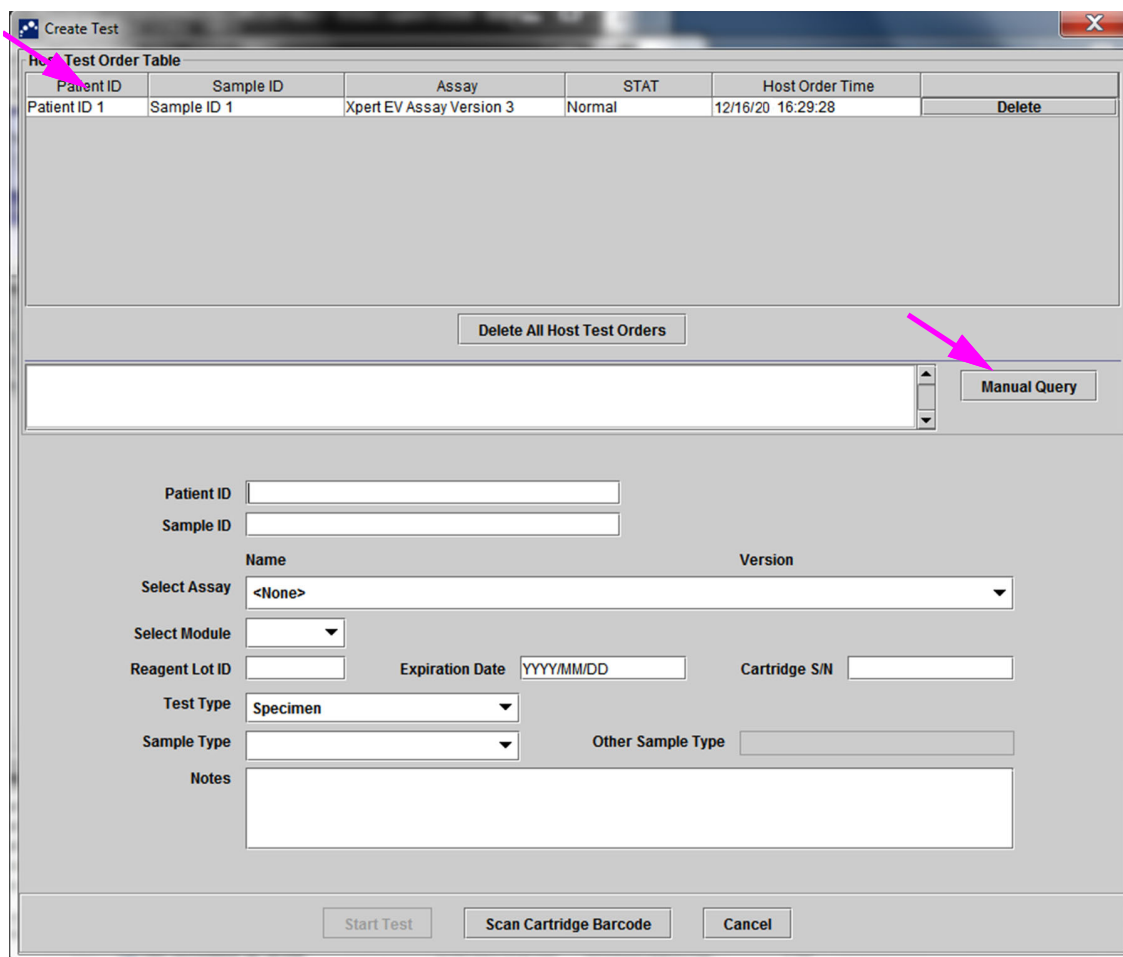 Create Test
X
Host Test Order Table
Patient ID Sample ID Assay STAT Host Order Time
Patient ID 1 Sample ID 1 Xpert EV Assay Version 3 Normal 12/16/20 16:29:28 Delete
Delete All Host Test Orders
Manual Query
Patient ID
Sample ID
Name Version
Select Assay <None>
Select Module
Reagent Lot ID Expiration Date YYYY/MM/DD Cartridge S/N
Test Type Specimen
Sample Type Other Sample Type
Notes
Start Test Scan Cartridge Barcode Cancel